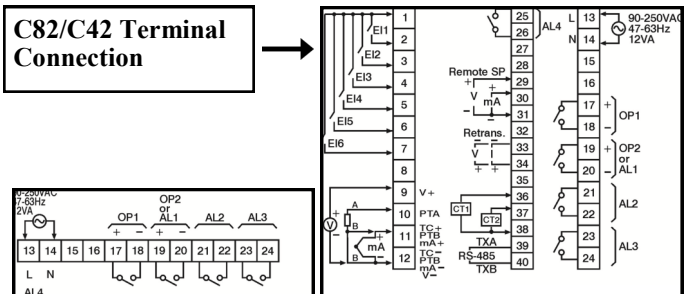 C82/C42 Terminal
Connection
1
2
3
4
5
6
7
8
9
10
11
12
EI1
EI2
EI3
EI4
EI5
EI6
V+
PTA
TC+
PTB
mA+
TC−
PTB
mA−
V−
V
A
B
B
+
mA
−
25
26
27
28
29
30
31
32
33
34
35
36
37
38
39
40
AL4
Remote SP
+ +
V mA
− −
Retrans.
− −
V
+ +
CT1
CT2
TXA
RS-485
TXB
L 13
N 14
15
16
17 +
18 −
19 +
20 −
21
22
23
24
90-250VAC
47-63Hz
12VA
OP1
OP2
or
AL1
AL2
AL3
90-250VAC
47-63Hz
12VA
OP2
or
OP1 AL1 AL2 AL3
+ − + −
13 14 15 16 17 18 19 20 21 22 23 24
L N
AL4